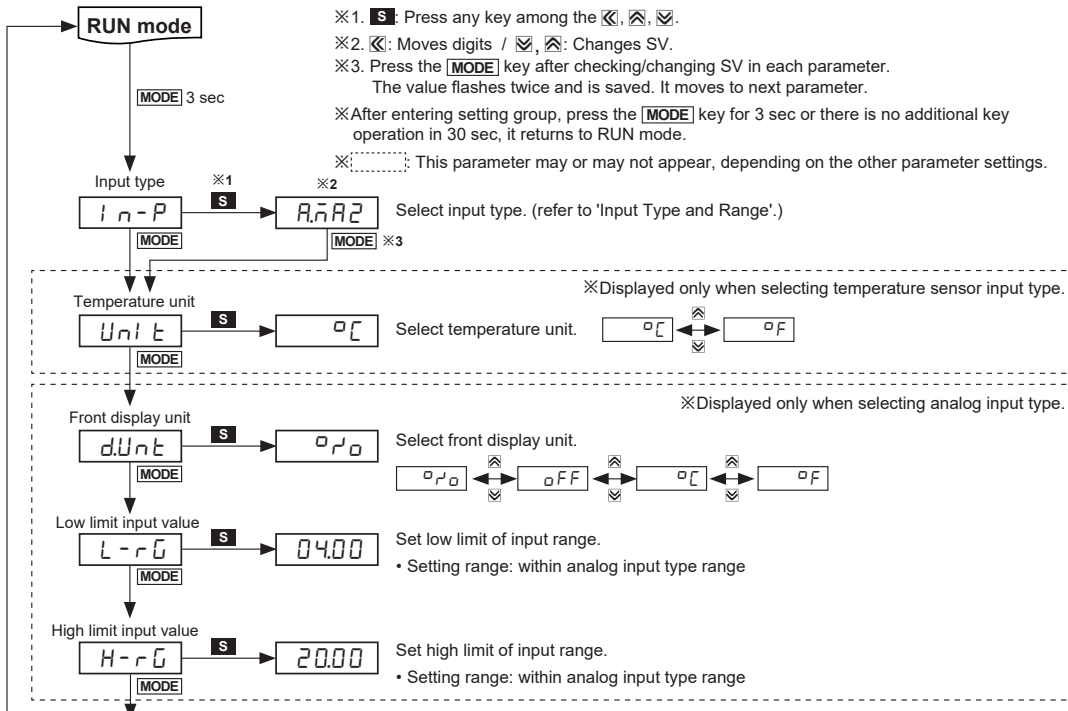 RUN mode
※1. S: Press any key among the «, ︽, ︾.
※2. «: Moves digits / ︾, ︽: Changes SV.
※3. Press the MODE key after checking/changing SV in each parameter.
The value flashes twice and is saved. It moves to next parameter.
※After entering setting group, press the MODE key for 3 sec or there is no additional key
operation in 30 sec, it returns to RUN mode.
※ : This parameter may or may not appear, depending on the other parameter settings.
MODE 3 sec
Input type ※1 ※2
In-P S A.mA2 Select input type. (refer to 'Input Type and Range'.)
MODE MODE ※3
※Displayed only when selecting temperature sensor input type.
Temperature unit
UnIt S °C Select temperature unit. °C °F
MODE
※Displayed only when selecting analog input type.
Front display unit
d.Unt S o/o Select front display unit.
MODE o/o oFF °C °F
Low limit input value
L-rG S 04.00 Set low limit of input range.
MODE • Setting range: within analog input type range
High limit input value
H-rG S 20.00 Set high limit of input range.
MODE • Setting range: within analog input type range